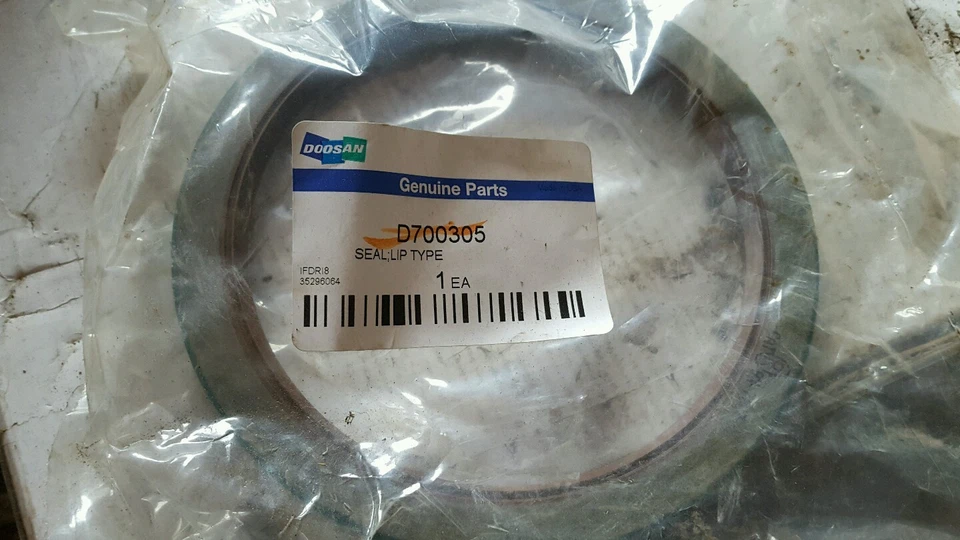 DOOSAN
Genuine Parts
D700305
SEAL;LIP TYPE
IFDRI8
35296064
1 EA